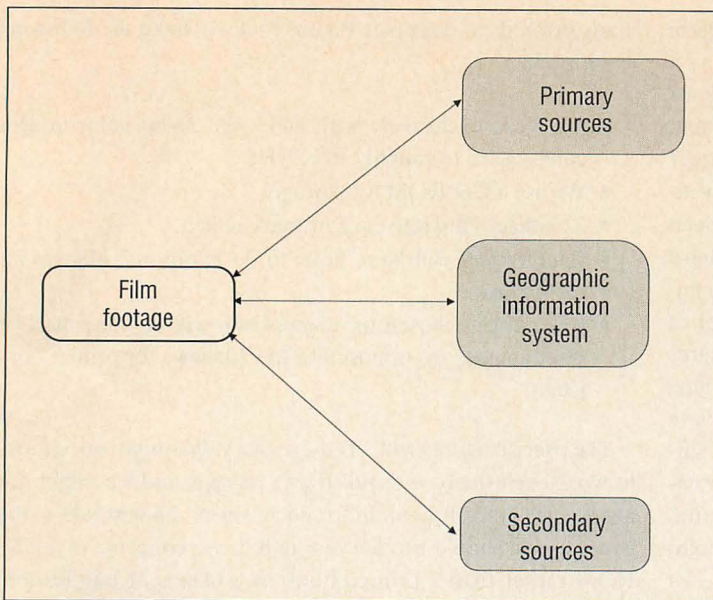 Primary
sources
Film
footage
Geographic
information
system
Secondary
sources